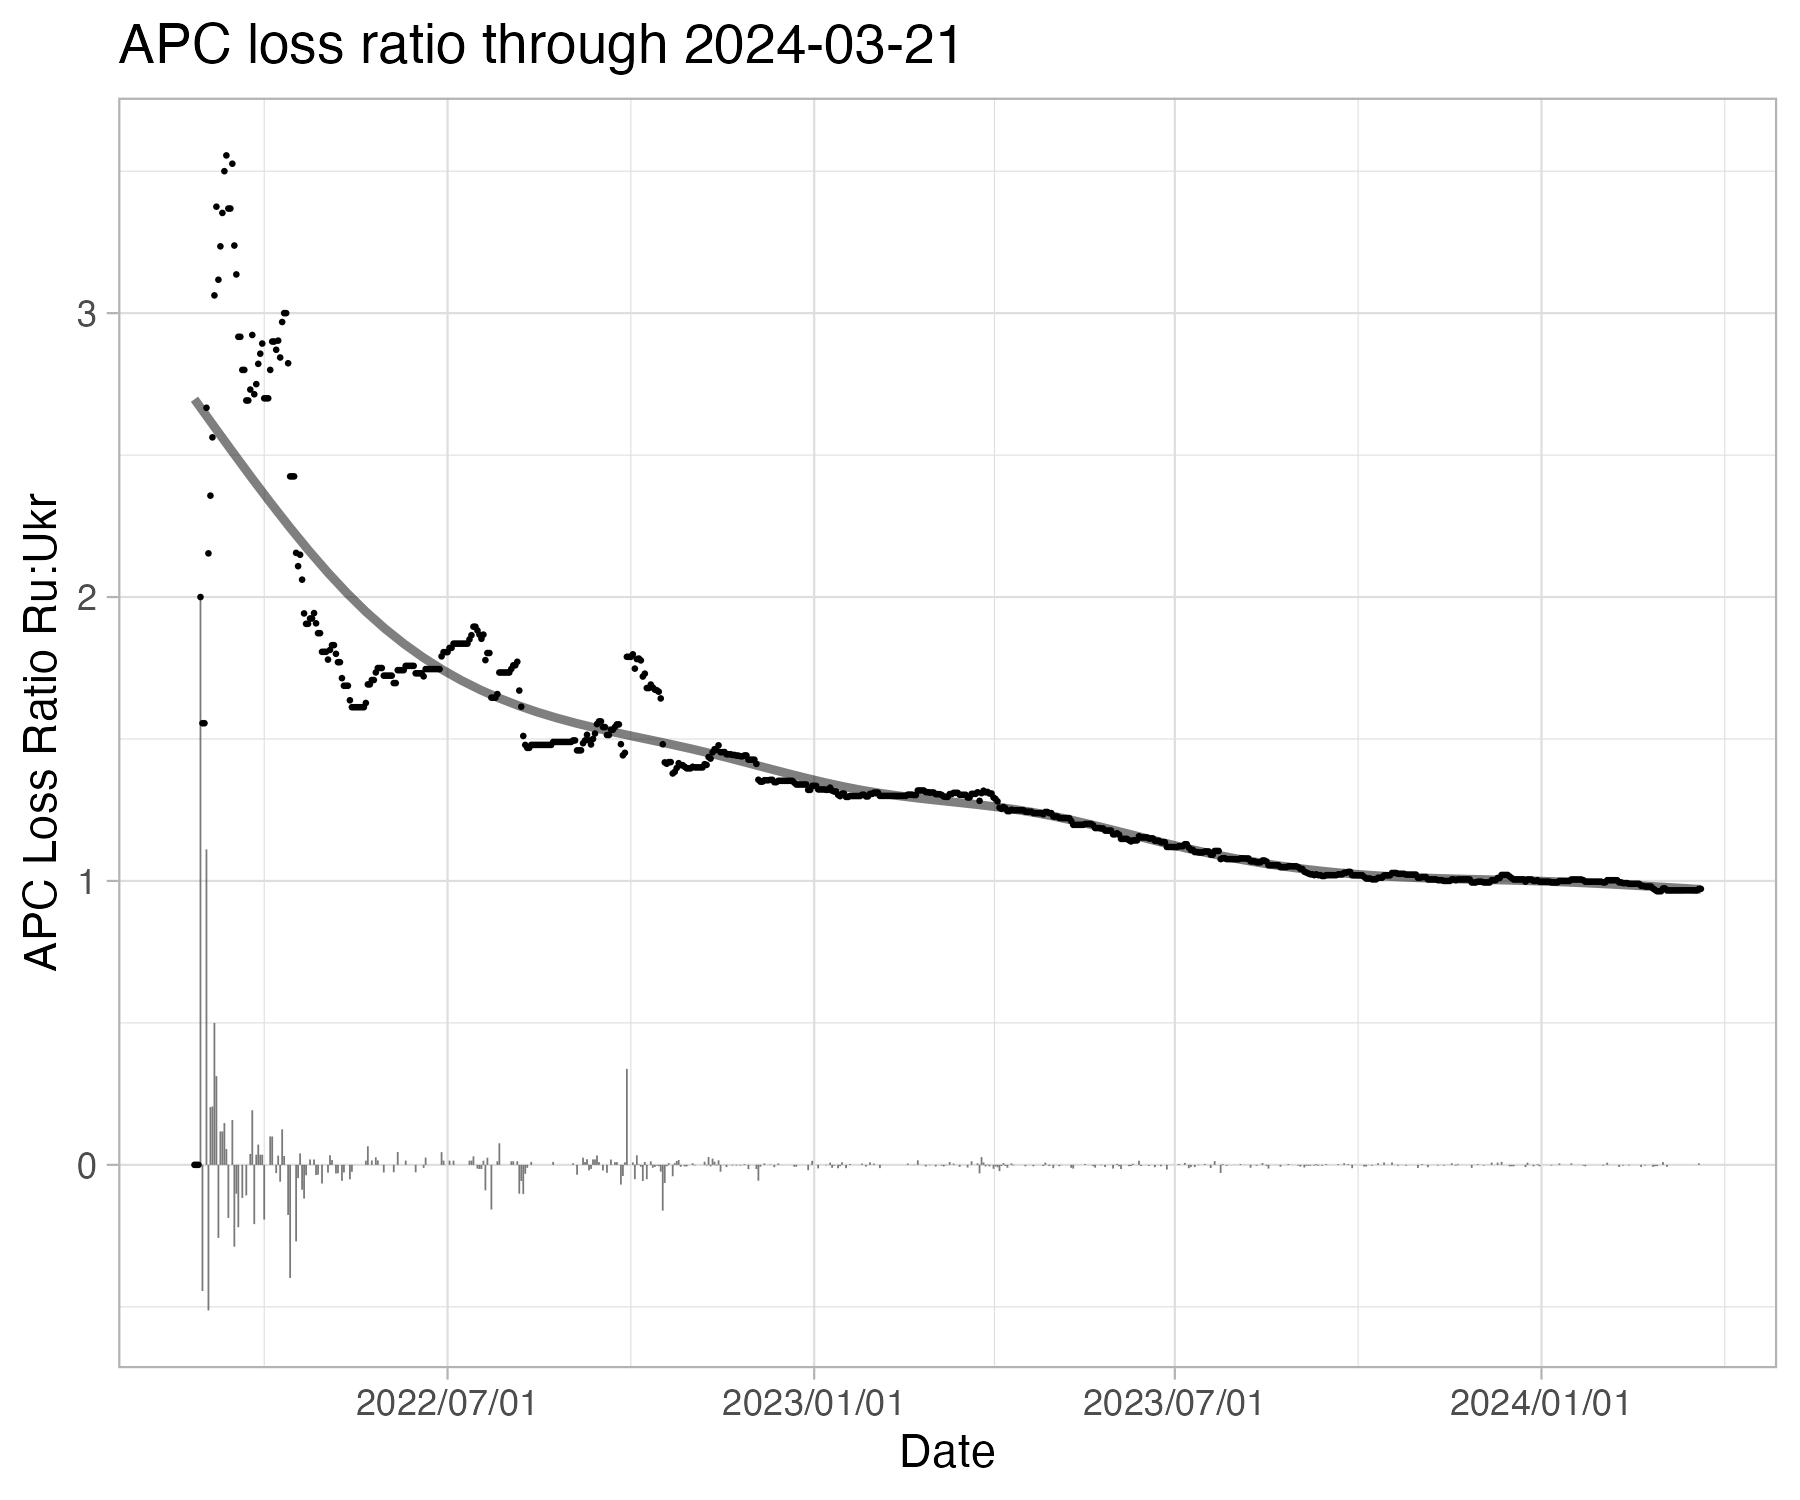 APC loss ratio through 2024-03-21
APC Loss Ratio Ru:Ukr
3
2
1
0
2022/07/01
2023/01/01
2023/07/01
2024/01/01
Date